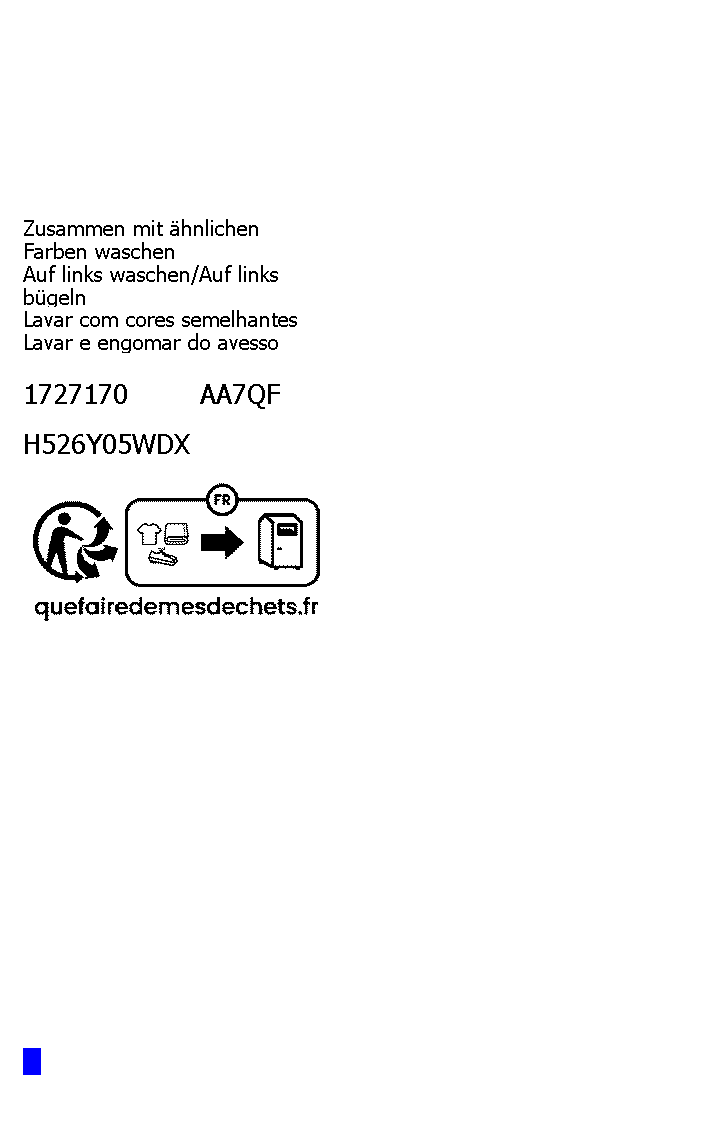 Zusammen mit ähnlichen
Farben waschen
Auf links waschen/Auf links
bügeln
Lavar com cores semelhantes
Lavar e engomar do avesso
1727170 AA7QF
H526Y05WDX
FR
quefairedemesdechets.fr